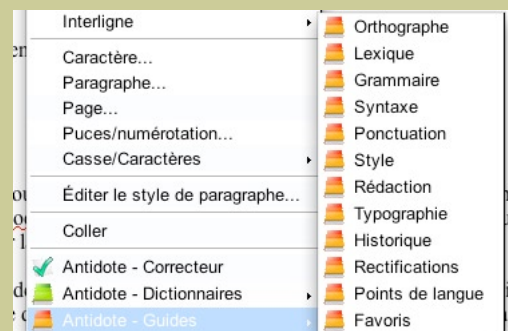 Interligne
Caractère...
Paragraphe...
Page...
Puces/numérotation...
Casse/Caractères
Éditer le style de paragraphe...
Coller
Antidote - Correcteur
Antidote - Dictionnaires
Antidote - Guides
Orthographe
Lexique
Grammaire
Syntaxe
Ponctuation
Style
Rédaction
Typographie
Historique
Rectifications
Points de langue
Favoris